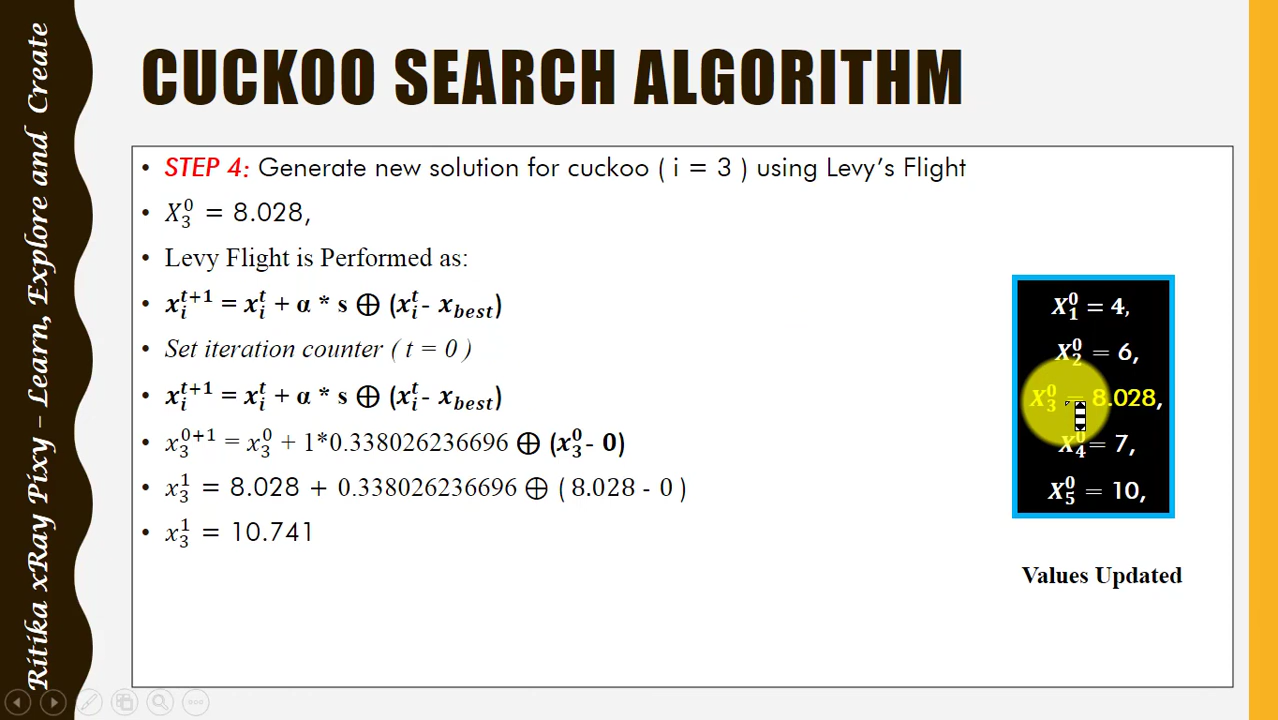 Ritika xRay Pixy – Learn, Explore and Create
CUCKOO SEARCH ALGORITHM
• STEP 4: Generate new solution for cuckoo ( i = 3 ) using Levy’s Flight
• X₃⁰ = 8.028,
• Levy Flight is Performed as:
• xᵢᵗ⁺¹ = xᵢᵗ + α * s ⊕ (xᵢᵗ- x_best)
• Set iteration counter ( t = 0 )
• xᵢᵗ⁺¹ = xᵢᵗ + α * s ⊕ (xᵢᵗ- x_best)
• x₃⁰⁺¹ = x₃⁰ + 1*0.338026236696 ⊕ (x₃⁰- 0)
• x₃¹ = 8.028 + 0.338026236696 ⊕ ( 8.028 - 0 )
• x₃¹ = 10.741
X₁⁰ = 4,
X₂⁰ = 6,
X₃⁰ = 8.028,
X₄⁰ = 7,
X₅⁰ = 10,
Values Updated